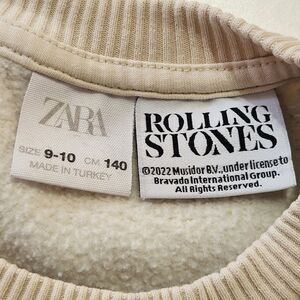 ZARA
SIZE 9-10 CM 140
MADE IN TURKEY
ROLLING
STONES
©2022 Musidor B.V., under license to
Bravado International Group.
All Rights Reserved.